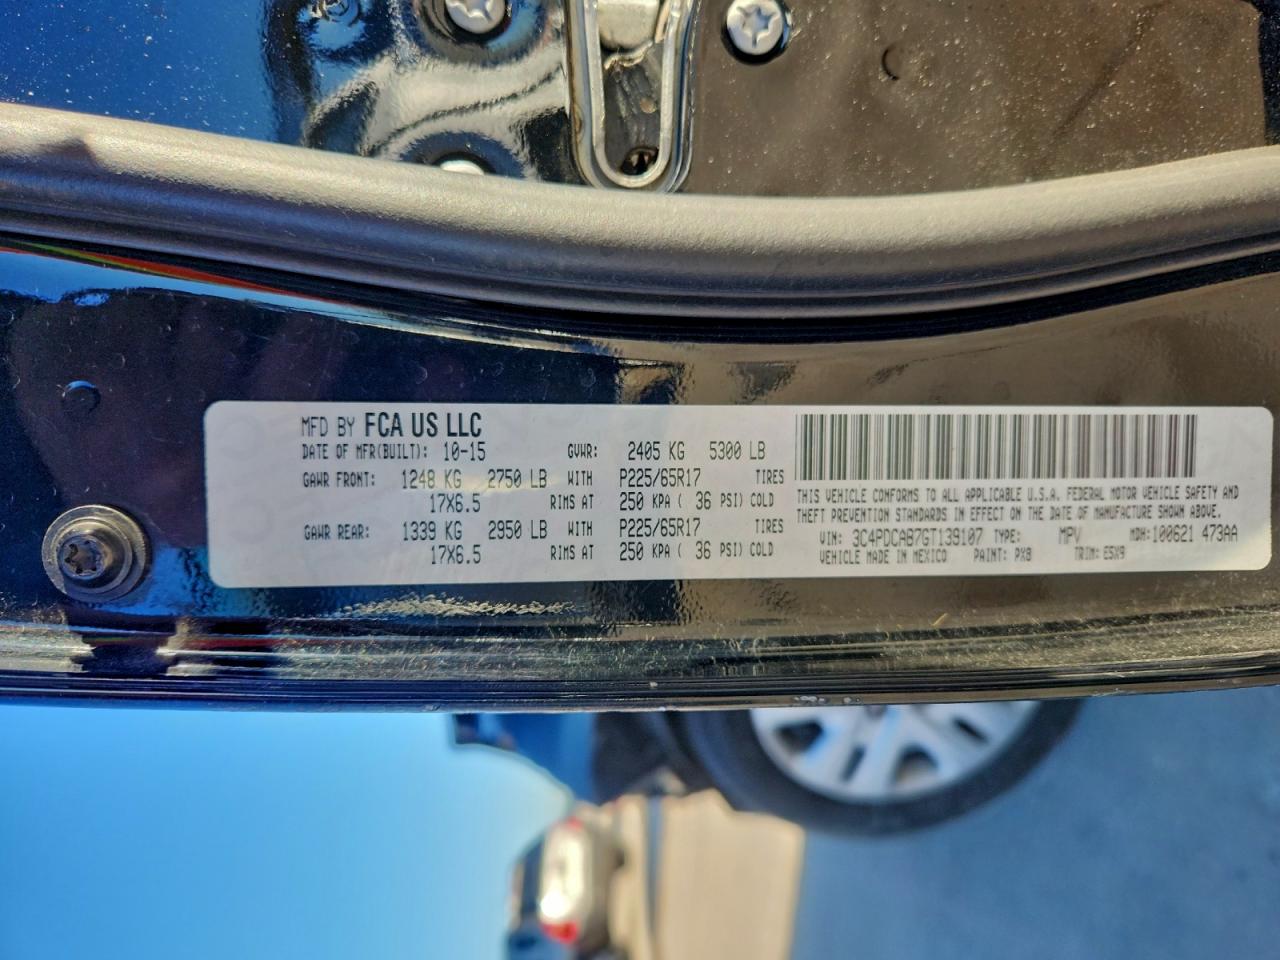 MFD BY FCA US LLC
DATE OF MFR(BUILT): 10-15 GVWR: 2405 KG 5300 LB
GAWR FRONT: 1248 KG 2750 LB WITH P225/65R17 TIRES
17X6.5 RIMS AT 250 KPA ( 36 PSI) COLD
GAWR REAR: 1339 KG 2950 LB WITH P225/65R17 TIRES
17X6.5 RIMS AT 250 KPA ( 36 PSI) COLD
THIS VEHICLE CONFORMS TO ALL APPLICABLE U.S.A. FEDERAL MOTOR VEHICLE SAFETY AND
THEFT PREVENTION STANDARDS IN EFFECT ON THE DATE OF MANUFACTURE SHOWN ABOVE.
VIN: 3C4PDCAB7GT139107 TYPE: MPV MDH:100621 473AA
VEHICLE MADE IN MEXICO PAINT: PX8 TRIM: E5X9